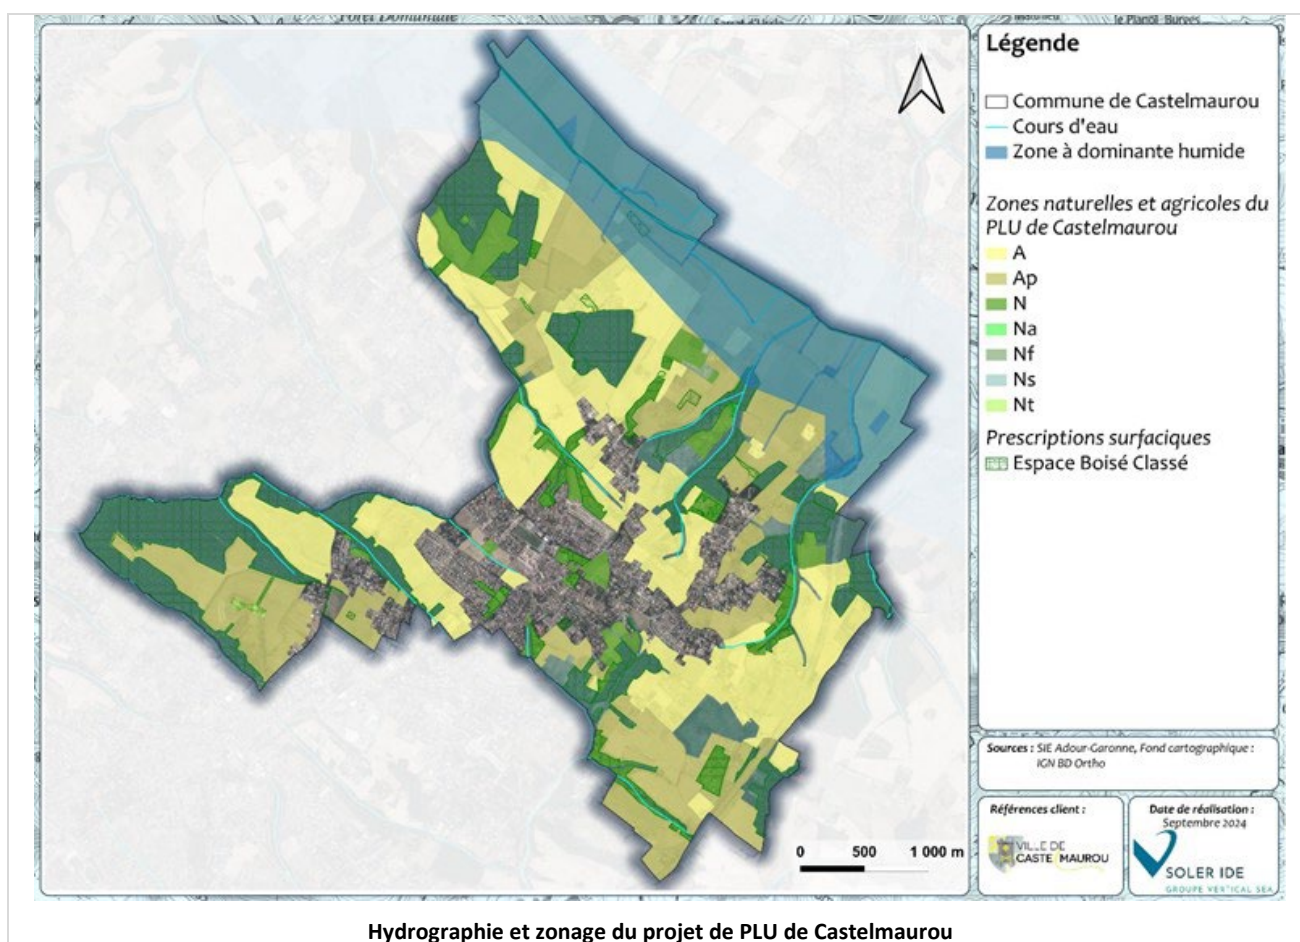 Légende
Commune de Castelmaurou
Cours d'eau
Zone à dominante humide
Zones naturelles et agricoles du
PLU de Castelmaurou
A
Ap
N
Na
Nf
Ns
Nt
Prescriptions surfaciques
Espace Boisé Classé
Sources : SIE Adour-Garonne, Fond cartographique :
IGN BD Ortho
Références client :
VILLE DE
CASTE MAUROU
Date de réalisation :
Septembre 2024
SOLER IDE
GROUPE VERTICAL SEA
0 500 1 000 m
Hydrographie et zonage du projet de PLU de Castelmaurou